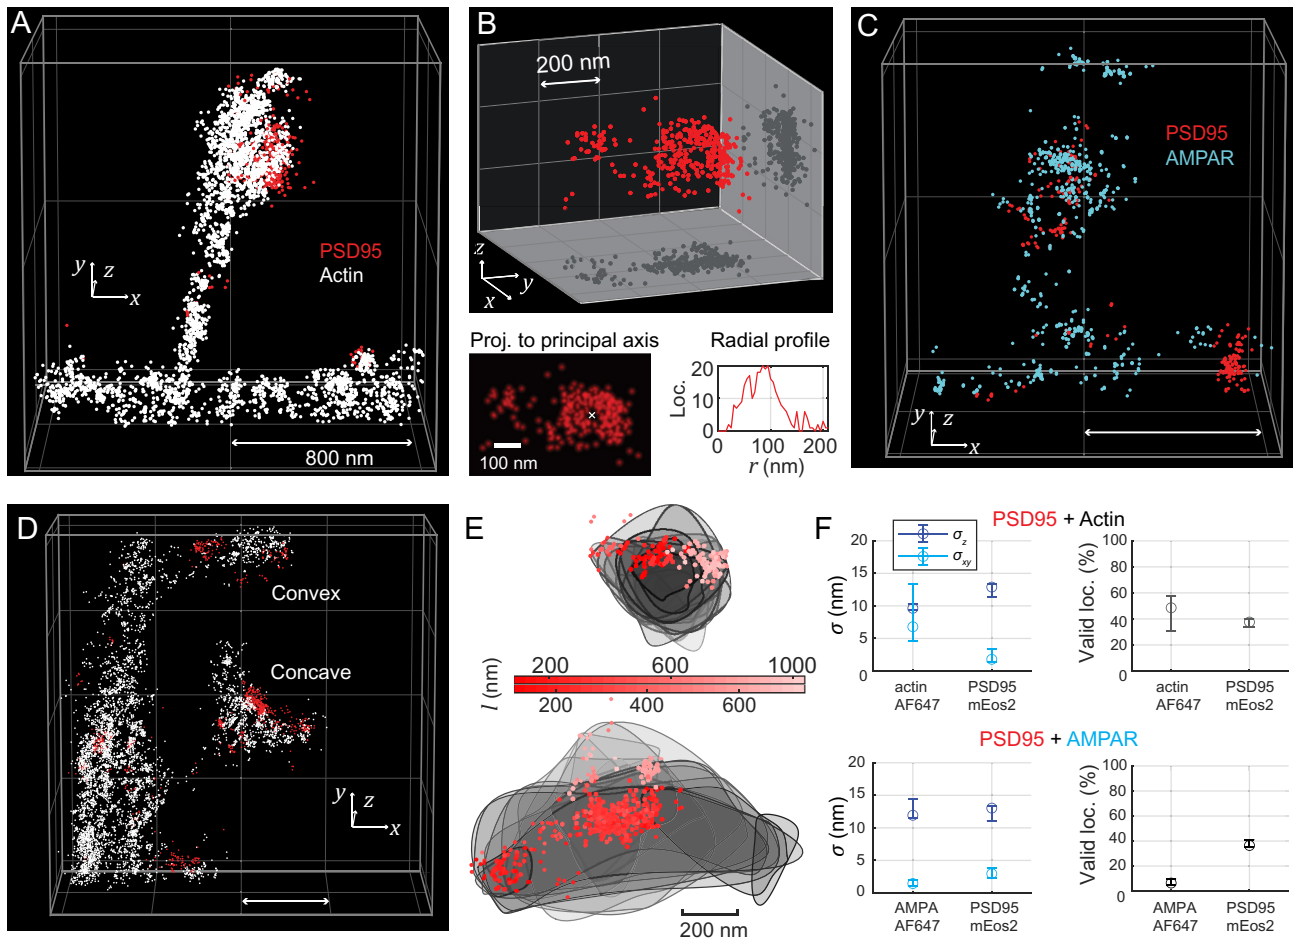 A
PSD95
Actin
y
z
x
800 nm
B
200 nm
z
y
x
Proj. to principal axis
100 nm
Radial profile
Loc.
20
10
0
0
100
200
r (nm)
C
PSD95
AMPAR
y
z
x
D
Convex
Concave
y
z
x
E
200
600
1000
l (nm)
200
400
600
200 nm
F
PSD95 + Actin
σz
σxy
σ (nm)
20
15
10
5
0
actin
AF647
PSD95
mEos2
Valid loc. (%)
100
80
60
40
20
0
actin
AF647
PSD95
mEos2
PSD95 + AMPAR
σ (nm)
20
15
10
5
0
AMPA
AF647
PSD95
mEos2
Valid loc. (%)
100
80
60
40
20
0
AMPA
AF647
PSD95
mEos2